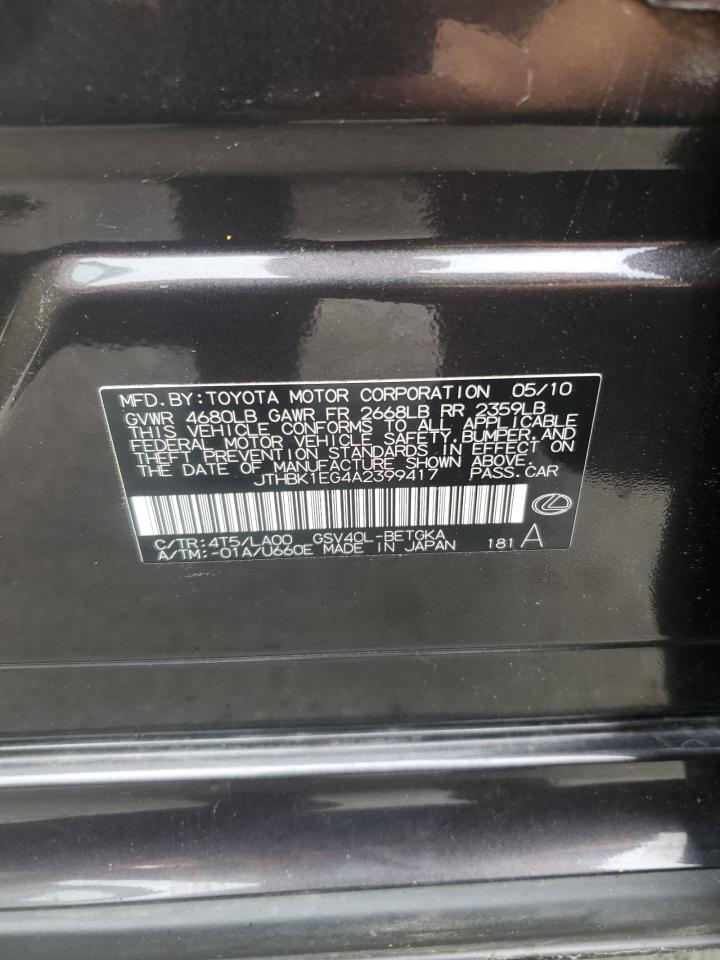 MFD.BY:TOYOTA MOTOR CORPORATION 05/10
GVWR 4680LB GAWR FR 2668LB RR 2359LB
THIS VEHICLE CONFORMS TO ALL APPLICABLE
FEDERAL MOTOR VEHICLE SAFETY,BUMPER,AND
THEFT PREVENTION STANDARDS IN EFFECT ON
THE DATE OF MANUFACTURE SHOWN ABOVE.
JTHBK1EG4A2399417 PASS.CAR
C/TR:4T5/LA00 GSV40L-BETGKA
A/TM:-01A/U660E MADE IN JAPAN 181 A